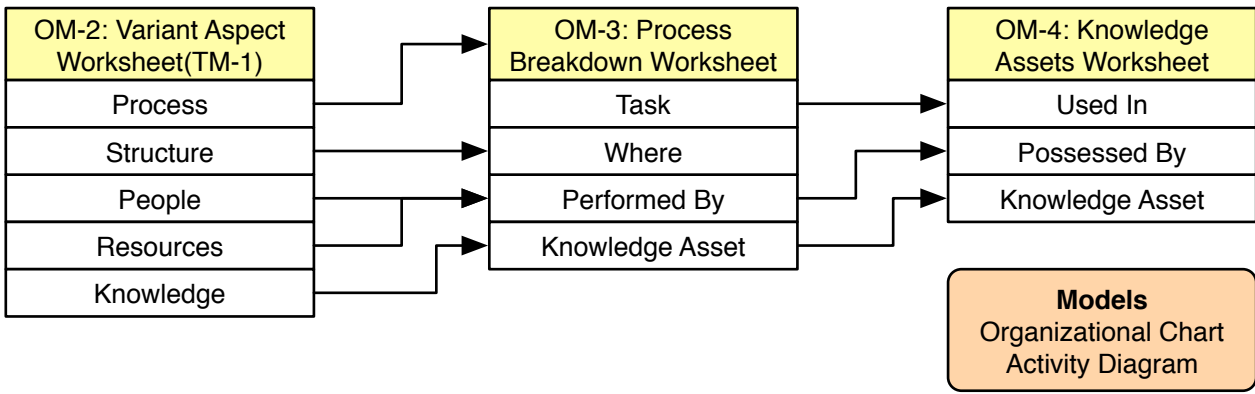 OM-2: Variant Aspect
Worksheet(TM-1)
Process
Structure
People
Resources
Knowledge
OM-3: Process
Breakdown Worksheet
Task
Where
Performed By
Knowledge Asset
OM-4: Knowledge
Assets Worksheet
Used In
Possessed By
Knowledge Asset
Models
Organizational Chart
Activity Diagram